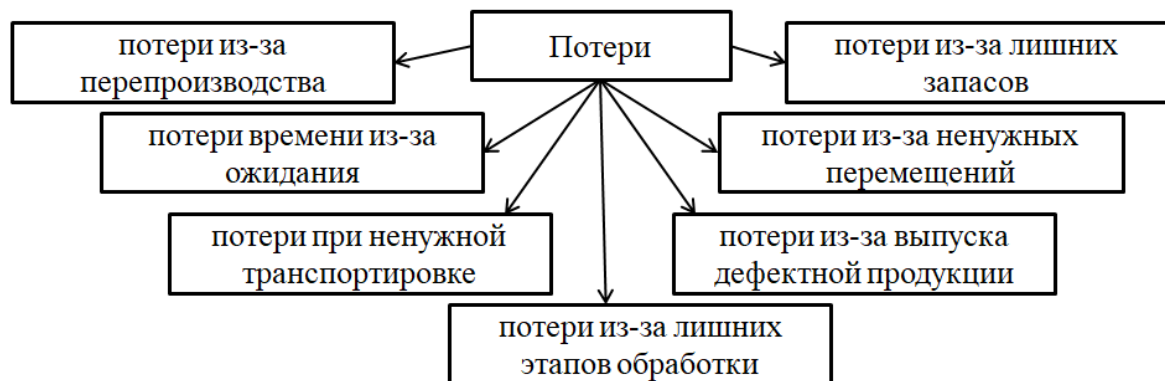 Потери
потери из-за
перепроизводства
потери из-за лишних
запасов
потери времени из-за
ожидания
потери из-за ненужных
перемещений
потери при ненужной
транспортировке
потери из-за выпуска
дефектной продукции
потери из-за лишних
этапов обработки